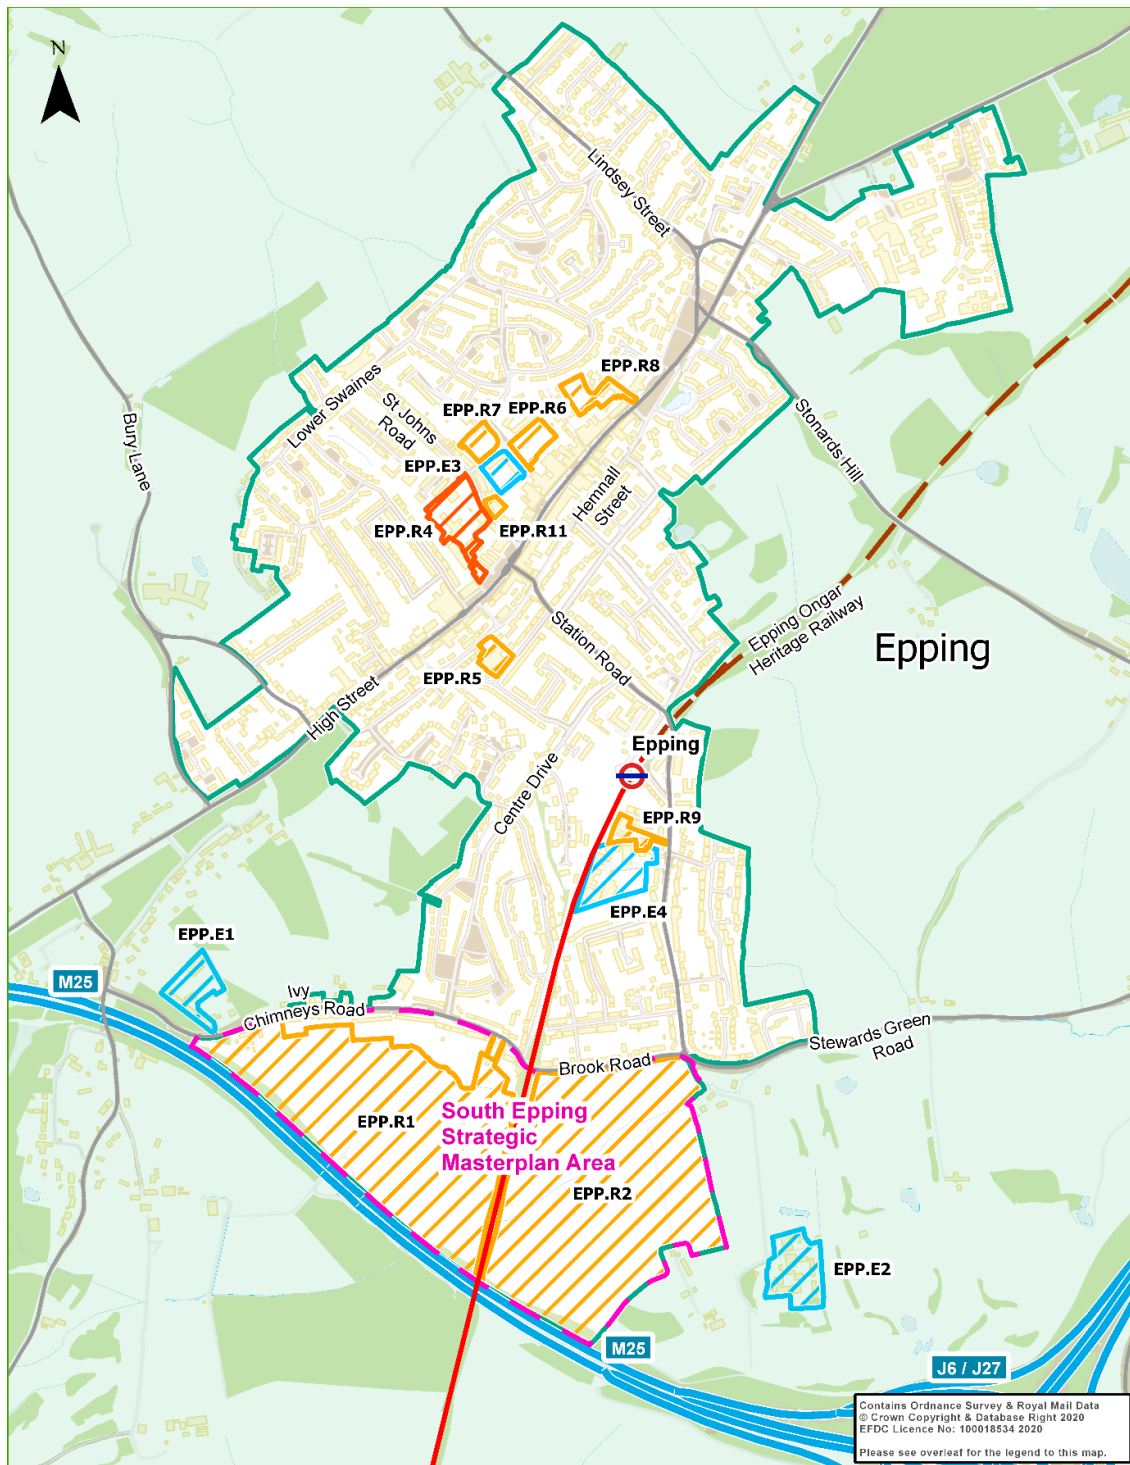 N
Lindsey Street
EPP.R8
Lower Swaines
St Johns
Road
EPP.R7
EPP.R6
Bury Lane
Stonards Hill
EPP.E3
Hemnall
Street
EPP.R4
EPP.R11
Epping Ongar
Heritage Railway
Epping
Station Road
EPP.R5
High Street
Epping
Centre Drive
EPP.R9
EPP.E4
EPP.E1
M25
Ivy
Chimneys Road
Stewards Green
Road
Brook Road
EPP.R1
South Epping
Strategic
Masterplan Area
EPP.R2
EPP.E2
M25
J6 / J27
Contains Ordnance Survey & Royal Mail Data
© Crown Copyright & Database Right 2020
EFDC Licence No: 100018534 2020
Please see overleaf for the legend to this map.